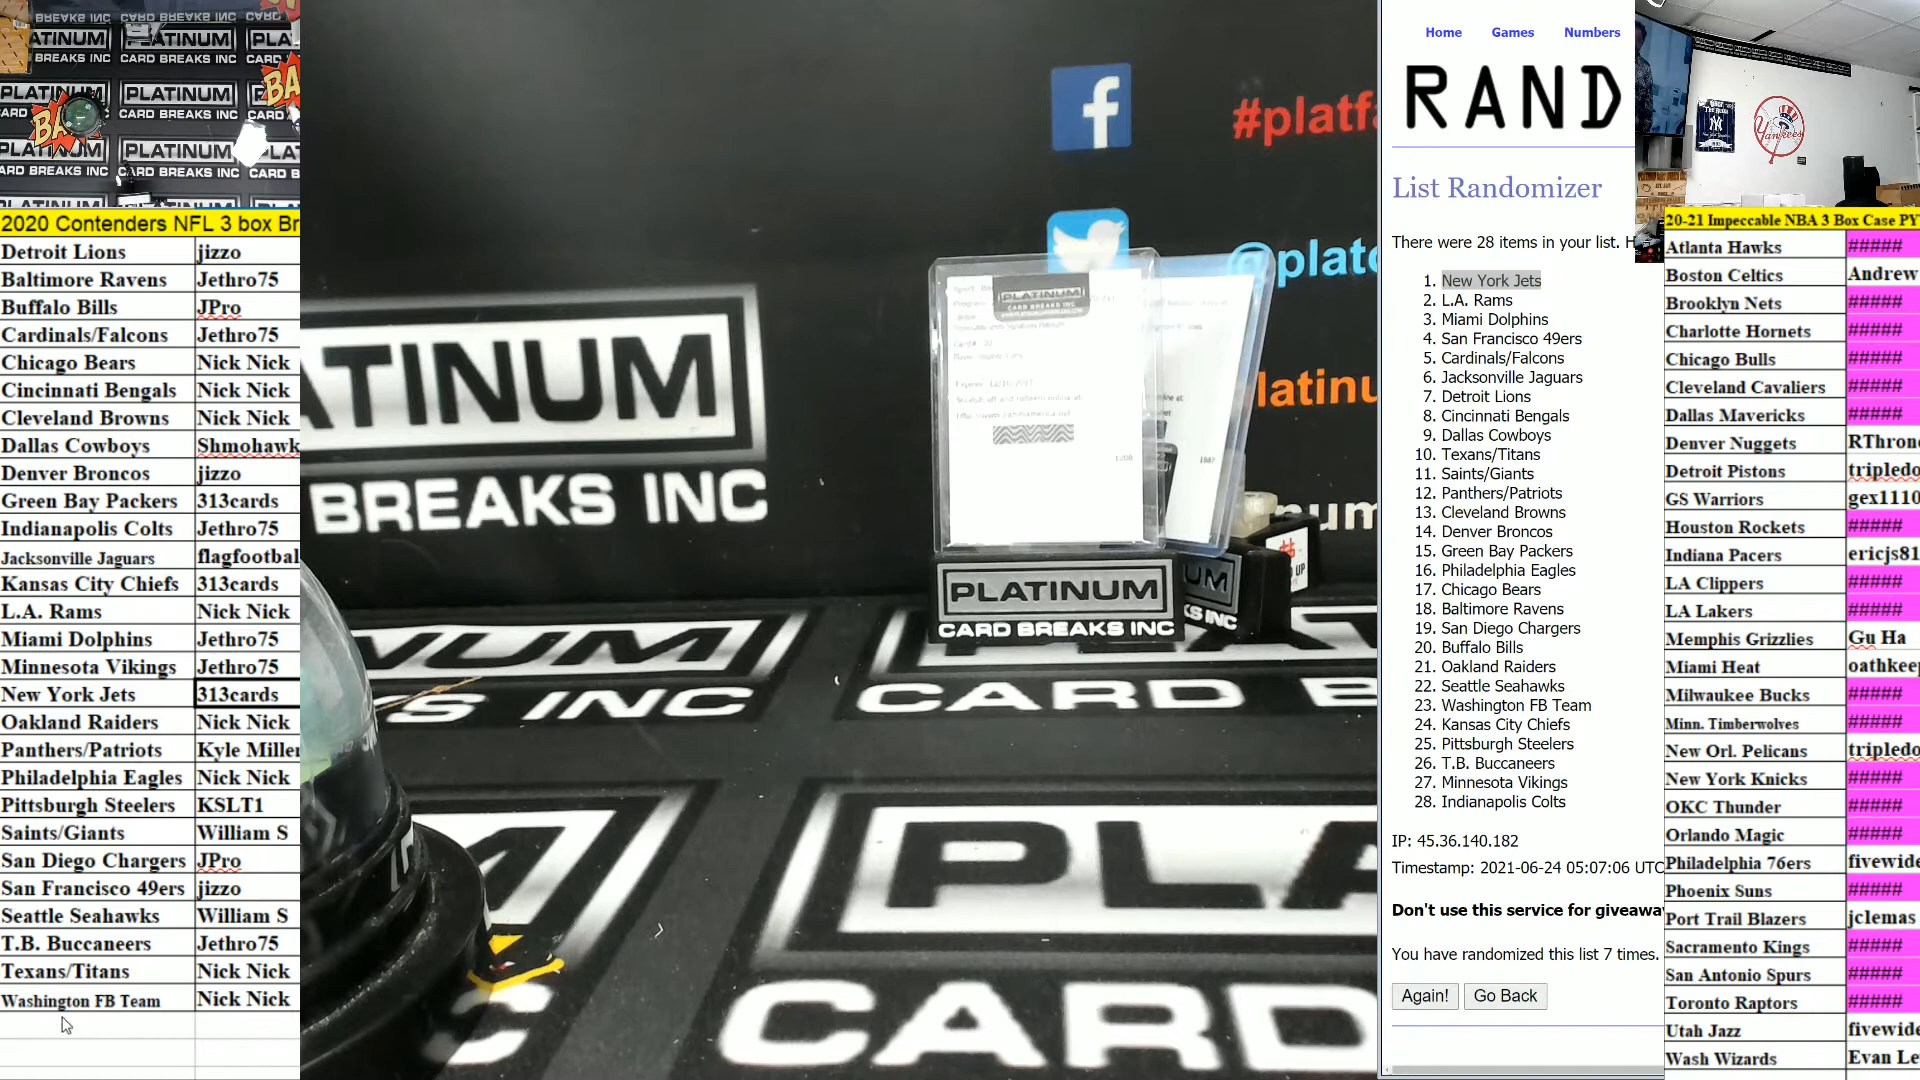 2020 Contenders NFL 3 box Br
Detroit Lions jizzo
Baltimore Ravens Jethro75
Buffalo Bills JPro
Cardinals/Falcons Jethro75
Chicago Bears Nick Nick
Cincinnati Bengals Nick Nick
Cleveland Browns Nick Nick
Dallas Cowboys Shmohawk
Denver Broncos jizzo
Green Bay Packers 313cards
Indianapolis Colts Jethro75
Jacksonville Jaguars flagfootbal
Kansas City Chiefs 313cards
L.A. Rams Nick Nick
Miami Dolphins Jethro75
Minnesota Vikings Jethro75
New York Jets 313cards
Oakland Raiders Nick Nick
Panthers/Patriots Kyle Miller
Philadelphia Eagles Nick Nick
Pittsburgh Steelers KSLT1
Saints/Giants William S
San Diego Chargers JPro
San Francisco 49ers jizzo
Seattle Seahawks William S
T.B. Buccaneers Jethro75
Texans/Titans Nick Nick
Washington FB Team Nick Nick
PLATINUM
CARD BREAKS INC
ATINUM
BREAKS INC
#platfa
@plato
latinu
num
PLATINUM
CARD BREAKS INC
Home Games Numbers
RAND
List Randomizer
There were 28 items in your list. H
1. New York Jets
2. L.A. Rams
3. Miami Dolphins
4. San Francisco 49ers
5. Cardinals/Falcons
6. Jacksonville Jaguars
7. Detroit Lions
8. Cincinnati Bengals
9. Dallas Cowboys
10. Texans/Titans
11. Saints/Giants
12. Panthers/Patriots
13. Cleveland Browns
14. Denver Broncos
15. Green Bay Packers
16. Philadelphia Eagles
17. Chicago Bears
18. Baltimore Ravens
19. San Diego Chargers
20. Buffalo Bills
21. Oakland Raiders
22. Seattle Seahawks
23. Washington FB Team
24. Kansas City Chiefs
25. Pittsburgh Steelers
26. T.B. Buccaneers
27. Minnesota Vikings
28. Indianapolis Colts
IP: 45.36.140.182
Timestamp: 2021-06-24 05:07:06 UTC
Don't use this service for giveaway
You have randomized this list 7 times.
Again! Go Back
Yankees
20-21 Impeccable NBA 3 Box Case PY
Atlanta Hawks #####
Boston Celtics Andrew
Brooklyn Nets #####
Charlotte Hornets #####
Chicago Bulls #####
Cleveland Cavaliers #####
Dallas Mavericks #####
Denver Nuggets RThron
Detroit Pistons tripledo
GS Warriors gex1110
Houston Rockets #####
Indiana Pacers ericjs81
LA Clippers #####
LA Lakers #####
Memphis Grizzlies Gu Ha
Miami Heat oathkee
Milwaukee Bucks #####
Minn. Timberwolves #####
New Orl. Pelicans tripledo
New York Knicks #####
OKC Thunder #####
Orlando Magic #####
Philadelphia 76ers fivewide
Phoenix Suns #####
Port Trail Blazers jclemas
Sacramento Kings #####
San Antonio Spurs #####
Toronto Raptors #####
Utah Jazz fivewide
Wash Wizards Evan Le